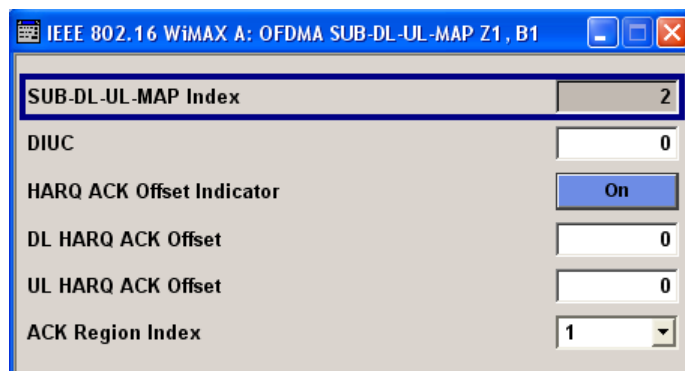 IEEE 802.16 WiMAX A: OFDMA SUB-DL-UL-MAP Z1 , B1
SUB-DL-UL-MAP Index 2
DIUC 0
HARQ ACK Offset Indicator On
DL HARQ ACK Offset 0
UL HARQ ACK Offset 0
ACK Region Index 1